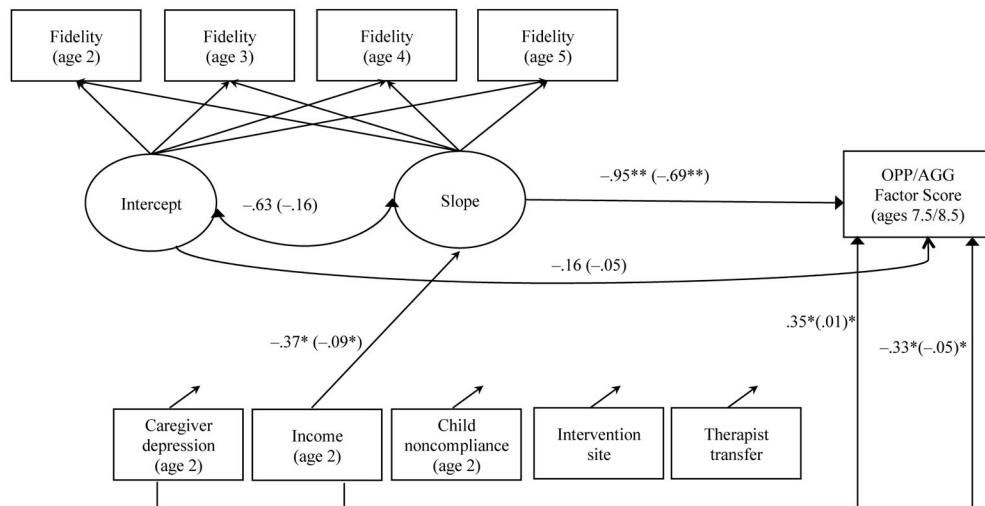 Fidelity
(age 2)
Fidelity
(age 3)
Fidelity
(age 4)
Fidelity
(age 5)
Intercept
–.63 (–.16)
Slope
–.95** (–.69**)
OPP/AGG
Factor Score
(ages 7.5/8.5)
–.16 (–.05)
–.37* (–.09*)
.35*(.01)*
–.33*(–.05)*
Caregiver
depression
(age 2)
Income
(age 2)
Child
noncompliance
(age 2)
Intervention
site
Therapist
transfer